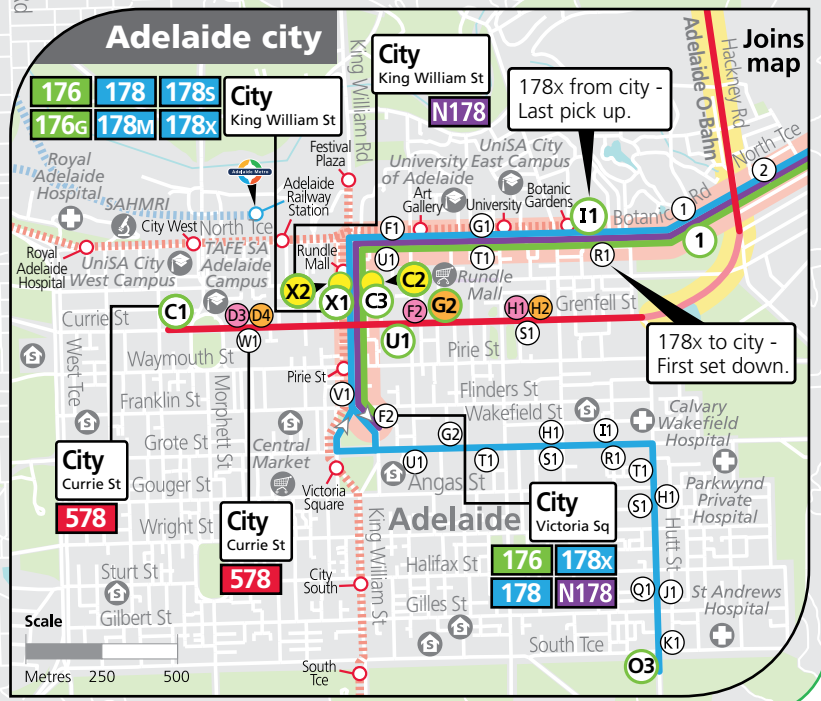 Adelaide city
Joins
map
176 178 178S
176G 178M 178X
City
King William St
City
King William St
N178
178x from city -
Last pick up.
King William Rd
Adelaide O-Bahn
Hackney Rd
North Tce
2
1
Botanic Rd
1
I1
Royal
Adelaide
Hospital
SAHMRI
Adelaide Metro
Festival
Plaza
Adelaide
Railway
Station
University
of Adelaide
UniSA City
East Campus
Art
Gallery
University
Botanic
Gardens
City West
North Tce
Royal
Adelaide
Hospital
UniSA City
West Campus
TAFE SA
Adelaide
Campus
Rundle
Mall
F1
G1
U1
T1
R1
X2
X1
C3
C2
Rundle
Mall
C1
D3
D4
F2
G2
H1
H2
Grenfell St
Currie St
W1
U1
S1
178x to city -
First set down.
Waymouth St
Pirie St
Pirie St
West Tce
Morphett St
Franklin St
V1
Flinders St
Wakefield St
F2
G2
H1
I1
Calvary
Wakefield
Hospital
Grote St
Central
Market
U1
T1
S1
R1
T1
City
Currie St
578
Gouger St
Victoria
Square
Angas St
S1
H1
Parkwynd
Private
Hospital
City
Currie St
578
Wright St
Adelaide
City
Victoria Sq
176 178x
178 N178
Hutt St
King William St
Sturt St
City
South
Halifax St
Gilles St
Q1
J1
St Andrews
Hospital
Gilbert St
Scale
Metres 250 500
South
Tce
South Tce
K1
O3